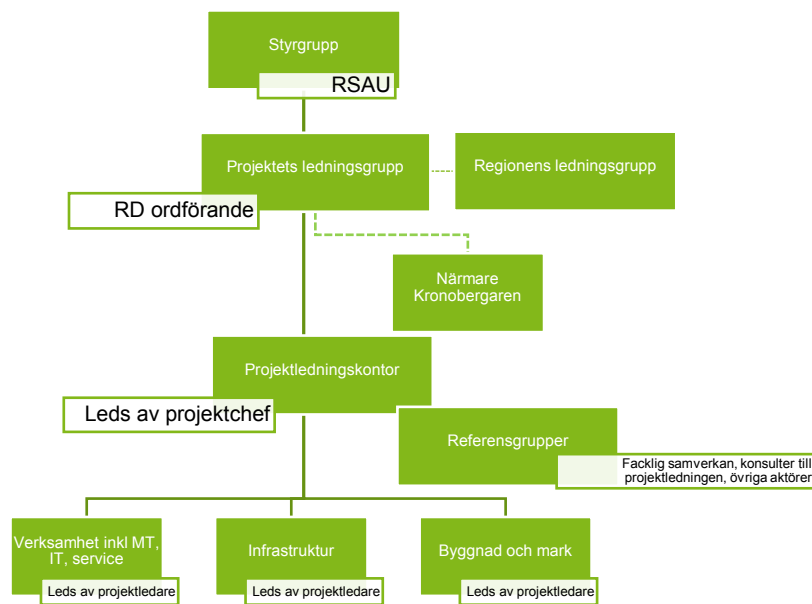 Styrgrupp
RSAU
Projektets ledningsgrupp
Regionens ledningsgrupp
RD ordförande
Närmare
Kronobergaren
Projektledningskontor
Leds av projektchef
Referensgrupper
Facklig samverkan, konsulter till
projektledningen, övriga aktörer
Verksamhet inkl MT,
IT, service
Leds av projektledare
Infrastruktur
Leds av projektledare
Byggnad och mark
Leds av projektledare